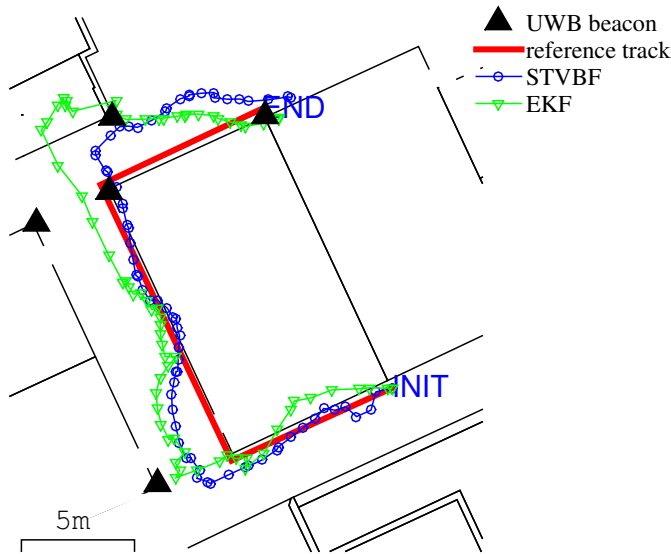 UWB beacon
reference track
STVBF
EKF
END
INIT
5m